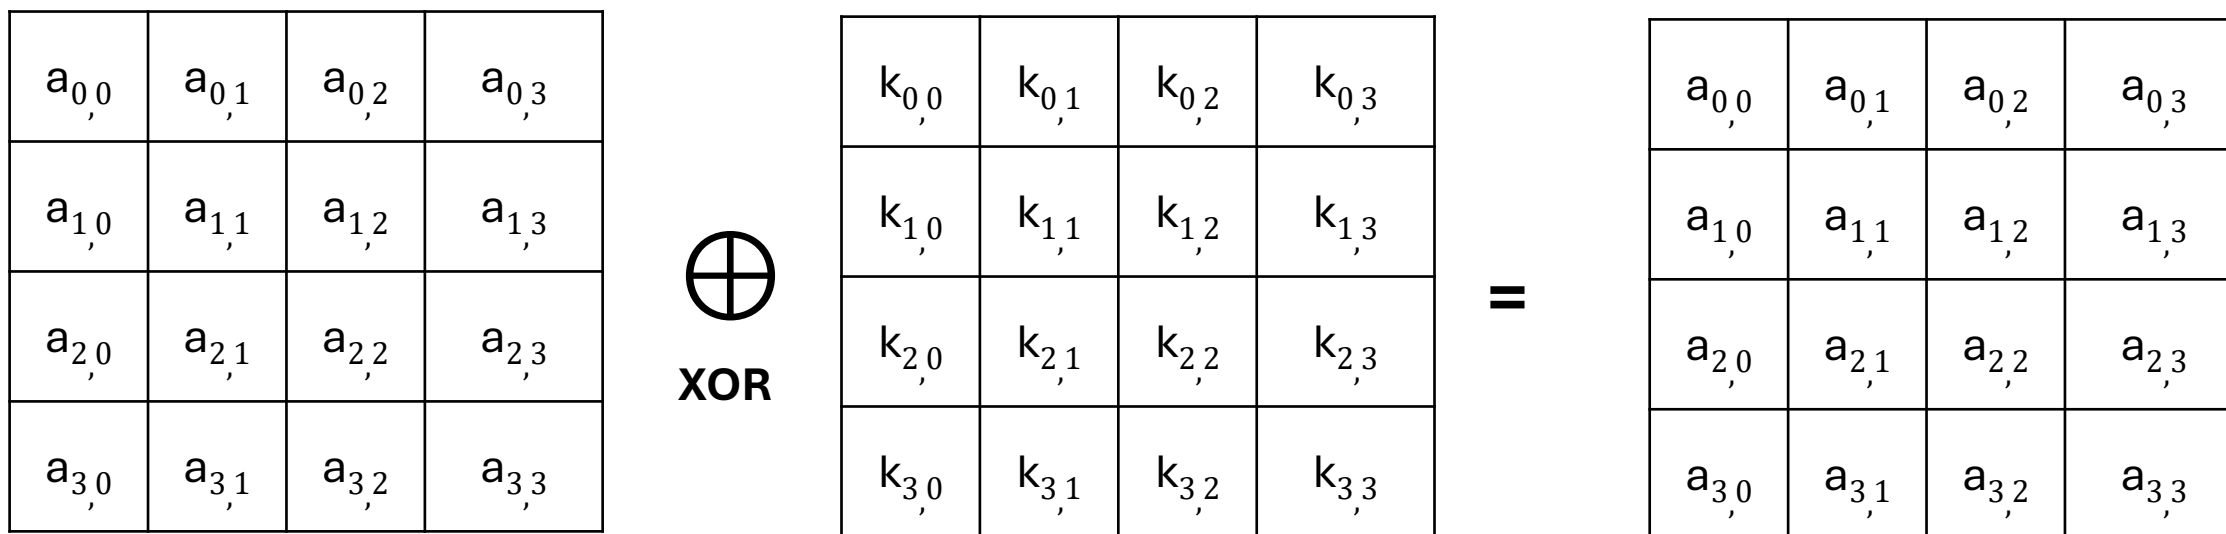 a0,0 a0,1 a0,2 a0,3 k0,0 k0,1 k0,2 k0,3 a0,0 a0,1 a0,2 a0,3
a1,0 a1,1 a1,2 a1,3 k1,0 k1,1 k1,2 k1,3 a1,0 a1,1 a1,2 a1,3
⊕ =
a2,0 a2,1 a2,2 a2,3 k2,0 k2,1 k2,2 k2,3 a2,0 a2,1 a2,2 a2,3
XOR
a3,0 a3,1 a3,2 a3,3 k3,0 k3,1 k3,2 k3,3 a3,0 a3,1 a3,2 a3,3